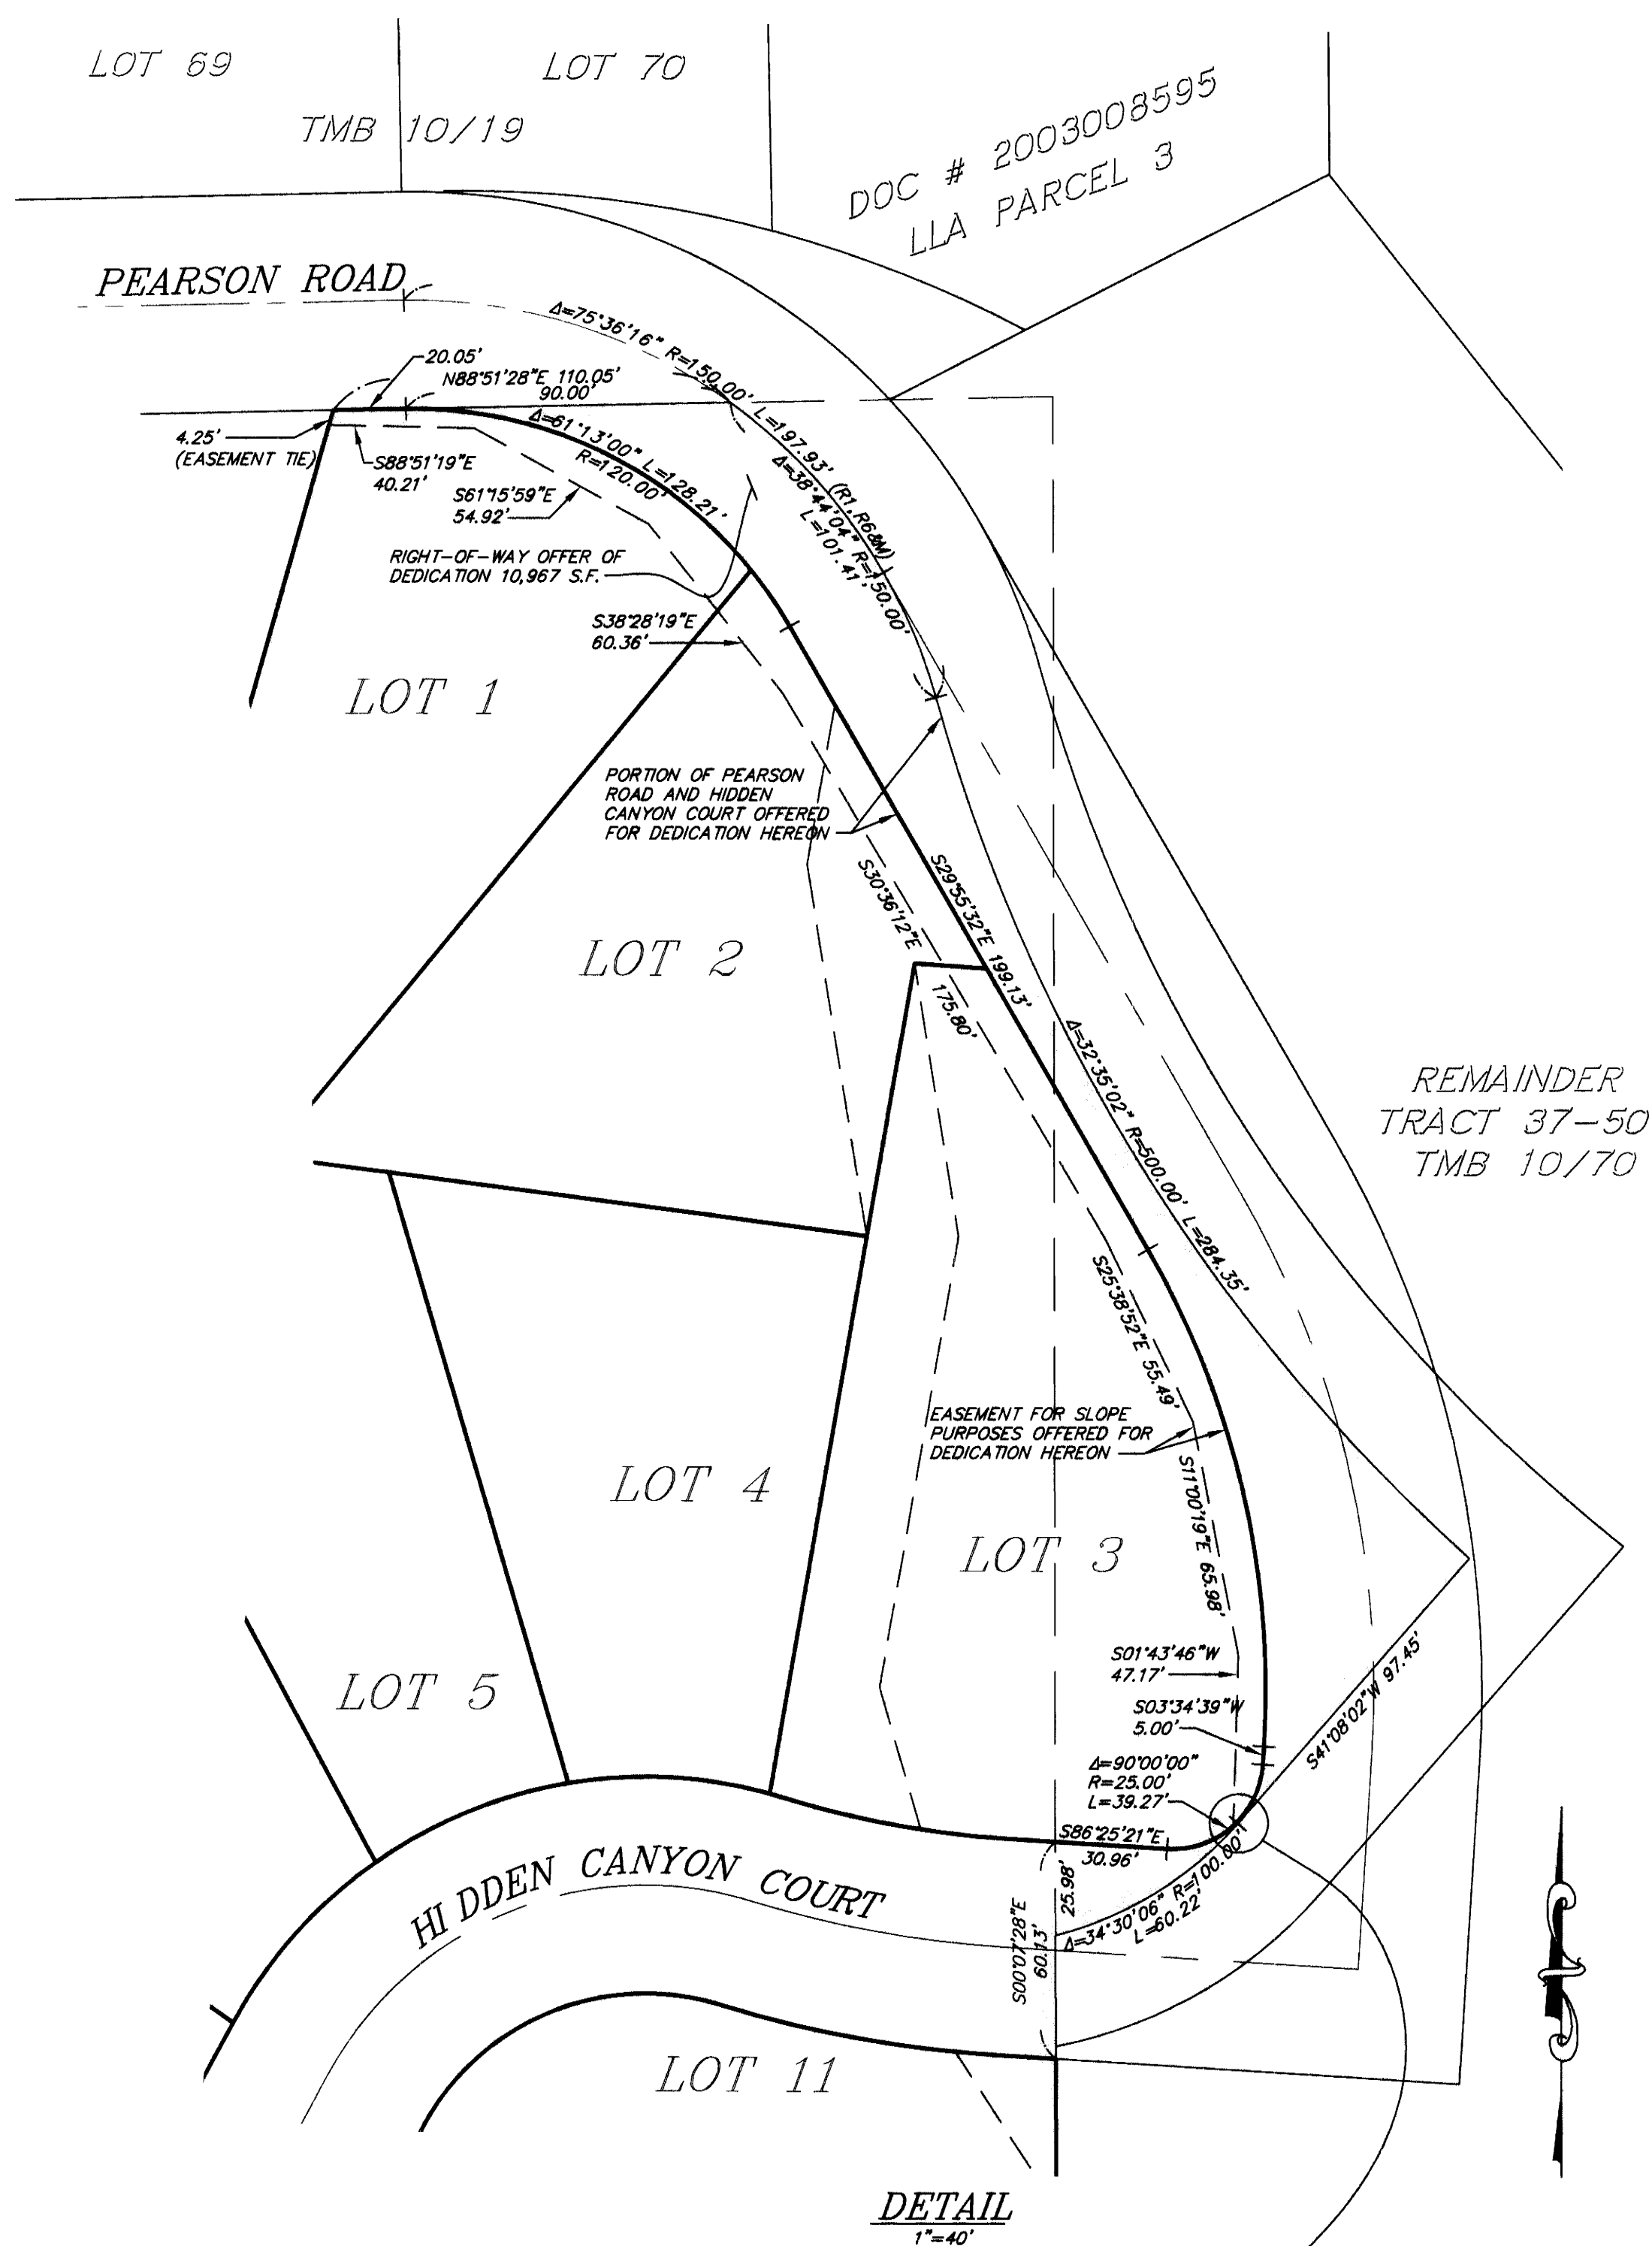 LOT 69
LOT 70
TMB 10/19
DOC # 2003008595
LLA PARCEL 3
PEARSON ROAD
Δ=75°36'16" R=150.00' L=197.93' (R1,R6&M)
20.05'
N88°51'28"E 110.05'
90.00'
4.25'
(EASEMENT TIE)
Δ=61°13'00" L=128.21'
R=120.00'
S88°51'19"E
40.21'
S61°15'59"E
54.92'
Δ=38°44'04" R=150.00'
L=101.41'
RIGHT-OF-WAY OFFER OF
DEDICATION 10,967 S.F.
S38°28'19"E
60.36'
LOT 1
PORTION OF PEARSON
ROAD AND HIDDEN
CANYON COURT OFFERED
FOR DEDICATION HEREON
S30°36'12"E
175.80'
S29°55'32"E 199.13'
LOT 2
Δ=32°35'02" R=500.00' L=284.35'
REMAINDER
TRACT 37-50
TMB 10/70
S25°38'52"E 55.49'
EASEMENT FOR SLOPE
PURPOSES OFFERED FOR
DEDICATION HEREON
S11°00'19"E 65.98'
LOT 4
LOT 3
S01°43'46"W
47.17'
LOT 5
S03°34'39"W
5.00'
S41°08'02"W 97.45'
Δ=90°00'00"
R=25.00'
L=39.27'
S86°25'21"E
30.96'
HIDDEN CANYON COURT
25.98'
Δ=34°30'06" R=100.00'
L=60.22'
S00°07'28"E
60.13'
LOT 11
DETAIL
1"=40'